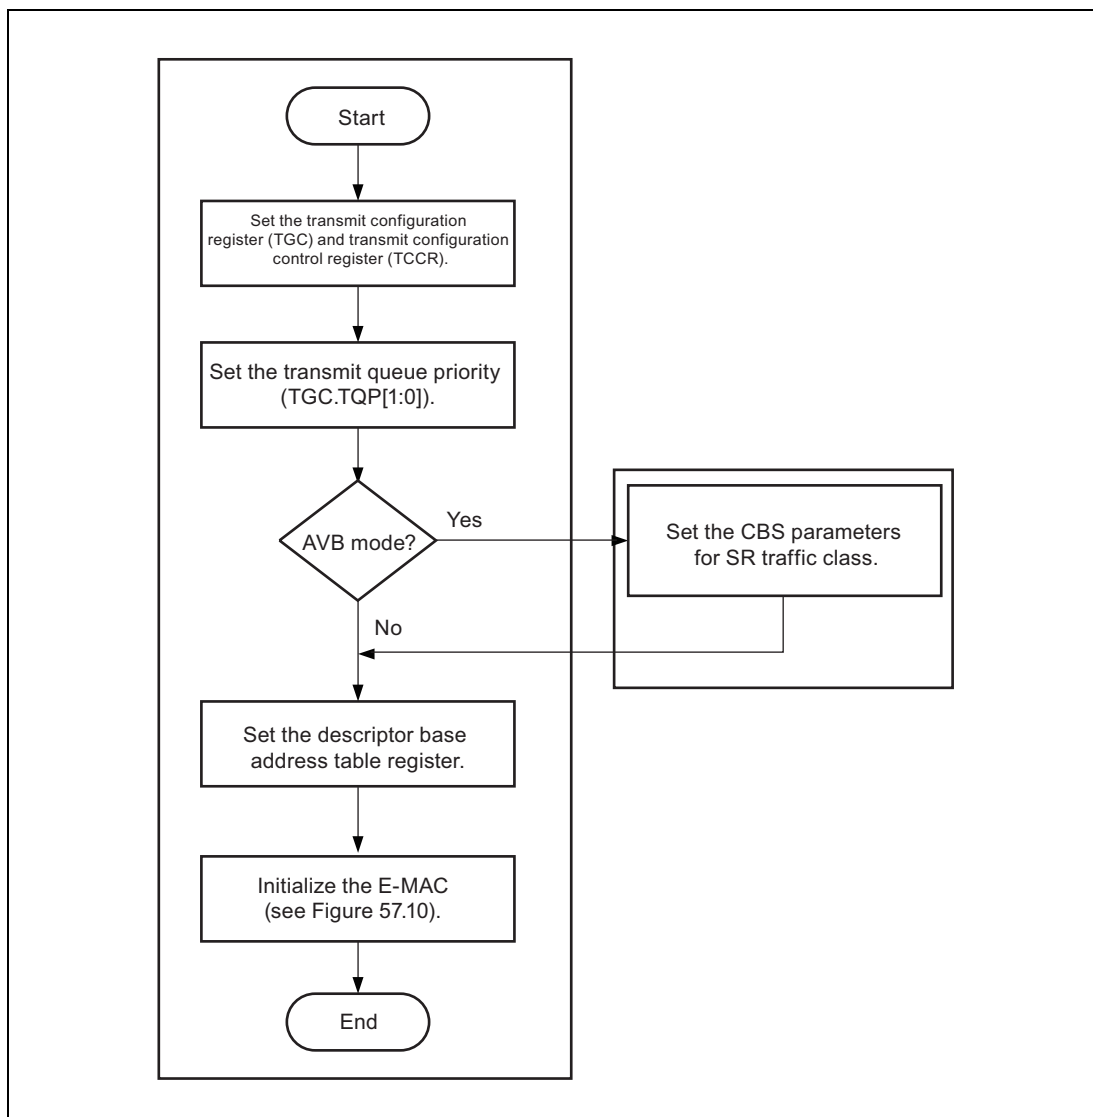 Start
Set the transmit configuration
register (TGC) and transmit configuration
control register (TCCR).
Set the transmit queue priority
(TGC.TQP[1:0]).
AVB mode?
Yes
Set the CBS parameters
for SR traffic class.
No
Set the descriptor base
address table register.
Initialize the E-MAC
(see Figure 57.10).
End